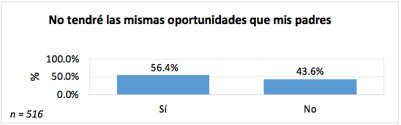 No tendré las mismas oportunidades que mis padres
100.0%
50.0%
0.0%
%
56.4%
43.6%
Sí
No
n = 516